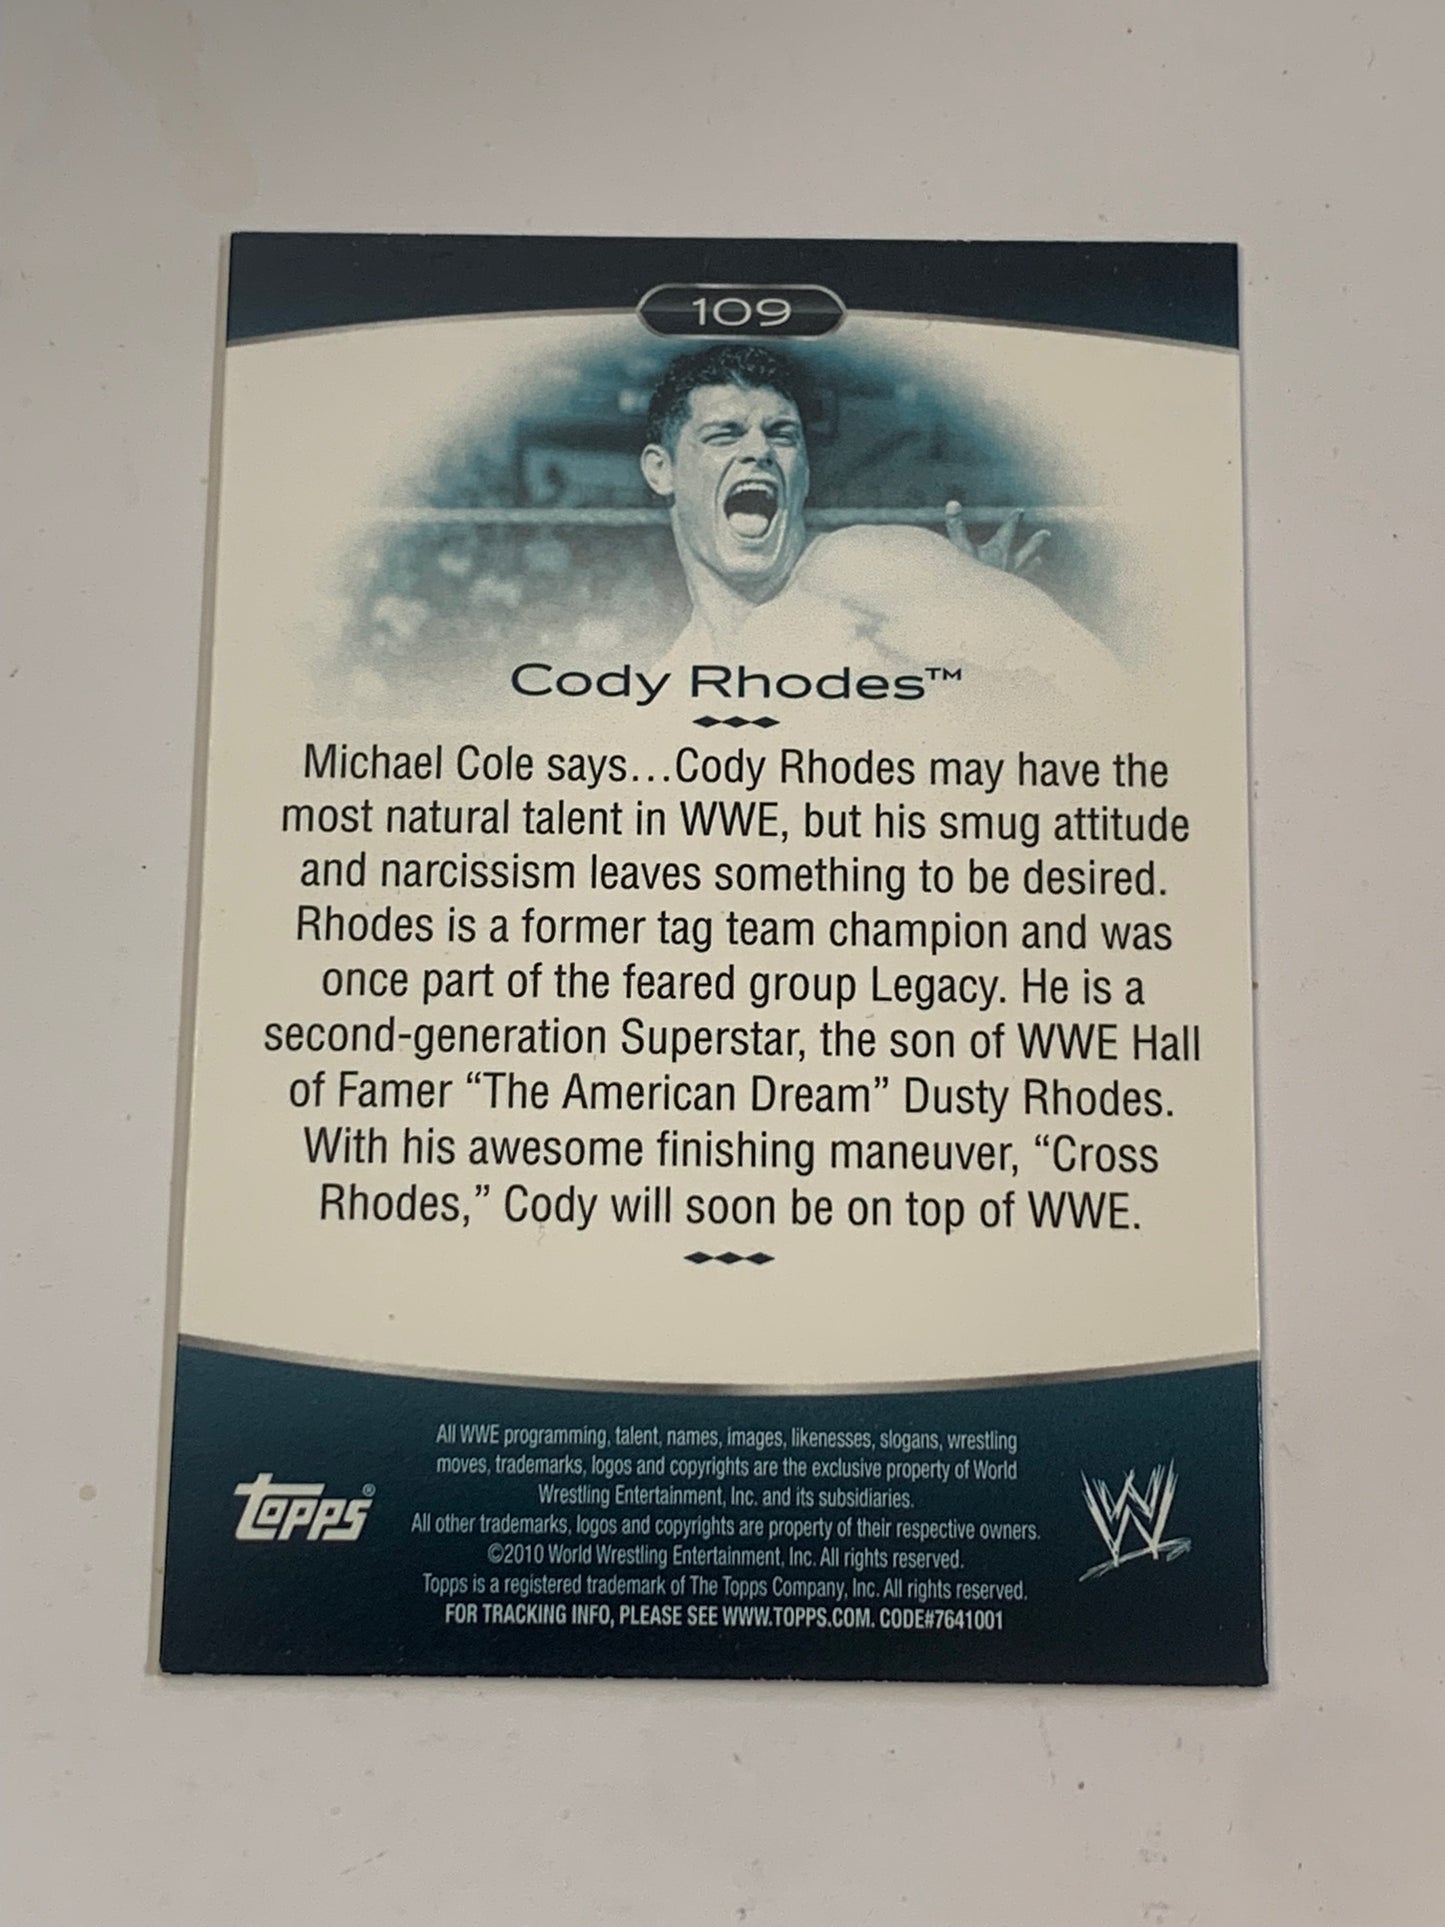 109
Cody Rhodes™
Michael Cole says...Cody Rhodes may have the
most natural talent in WWE, but his smug attitude
and narcissism leaves something to be desired.
Rhodes is a former tag team champion and was
once part of the feared group Legacy. He is a
second-generation Superstar, the son of WWE Hall
of Famer “The American Dream” Dusty Rhodes.
With his awesome finishing maneuver, “Cross
Rhodes,” Cody will soon be on top of WWE.
All WWE programming, talent, names, images, likenesses, slogans, wrestling
moves, trademarks, logos and copyrights are the exclusive property of World
Wrestling Entertainment, Inc. and its subsidiaries.
All other trademarks, logos and copyrights are property of their respective owners.
©2010 World Wrestling Entertainment, Inc. All rights reserved.
Topps is a registered trademark of The Topps Company, Inc. All rights reserved.
FOR TRACKING INFO, PLEASE SEE WWW.TOPPS.COM. CODE#7641001
topps®
W